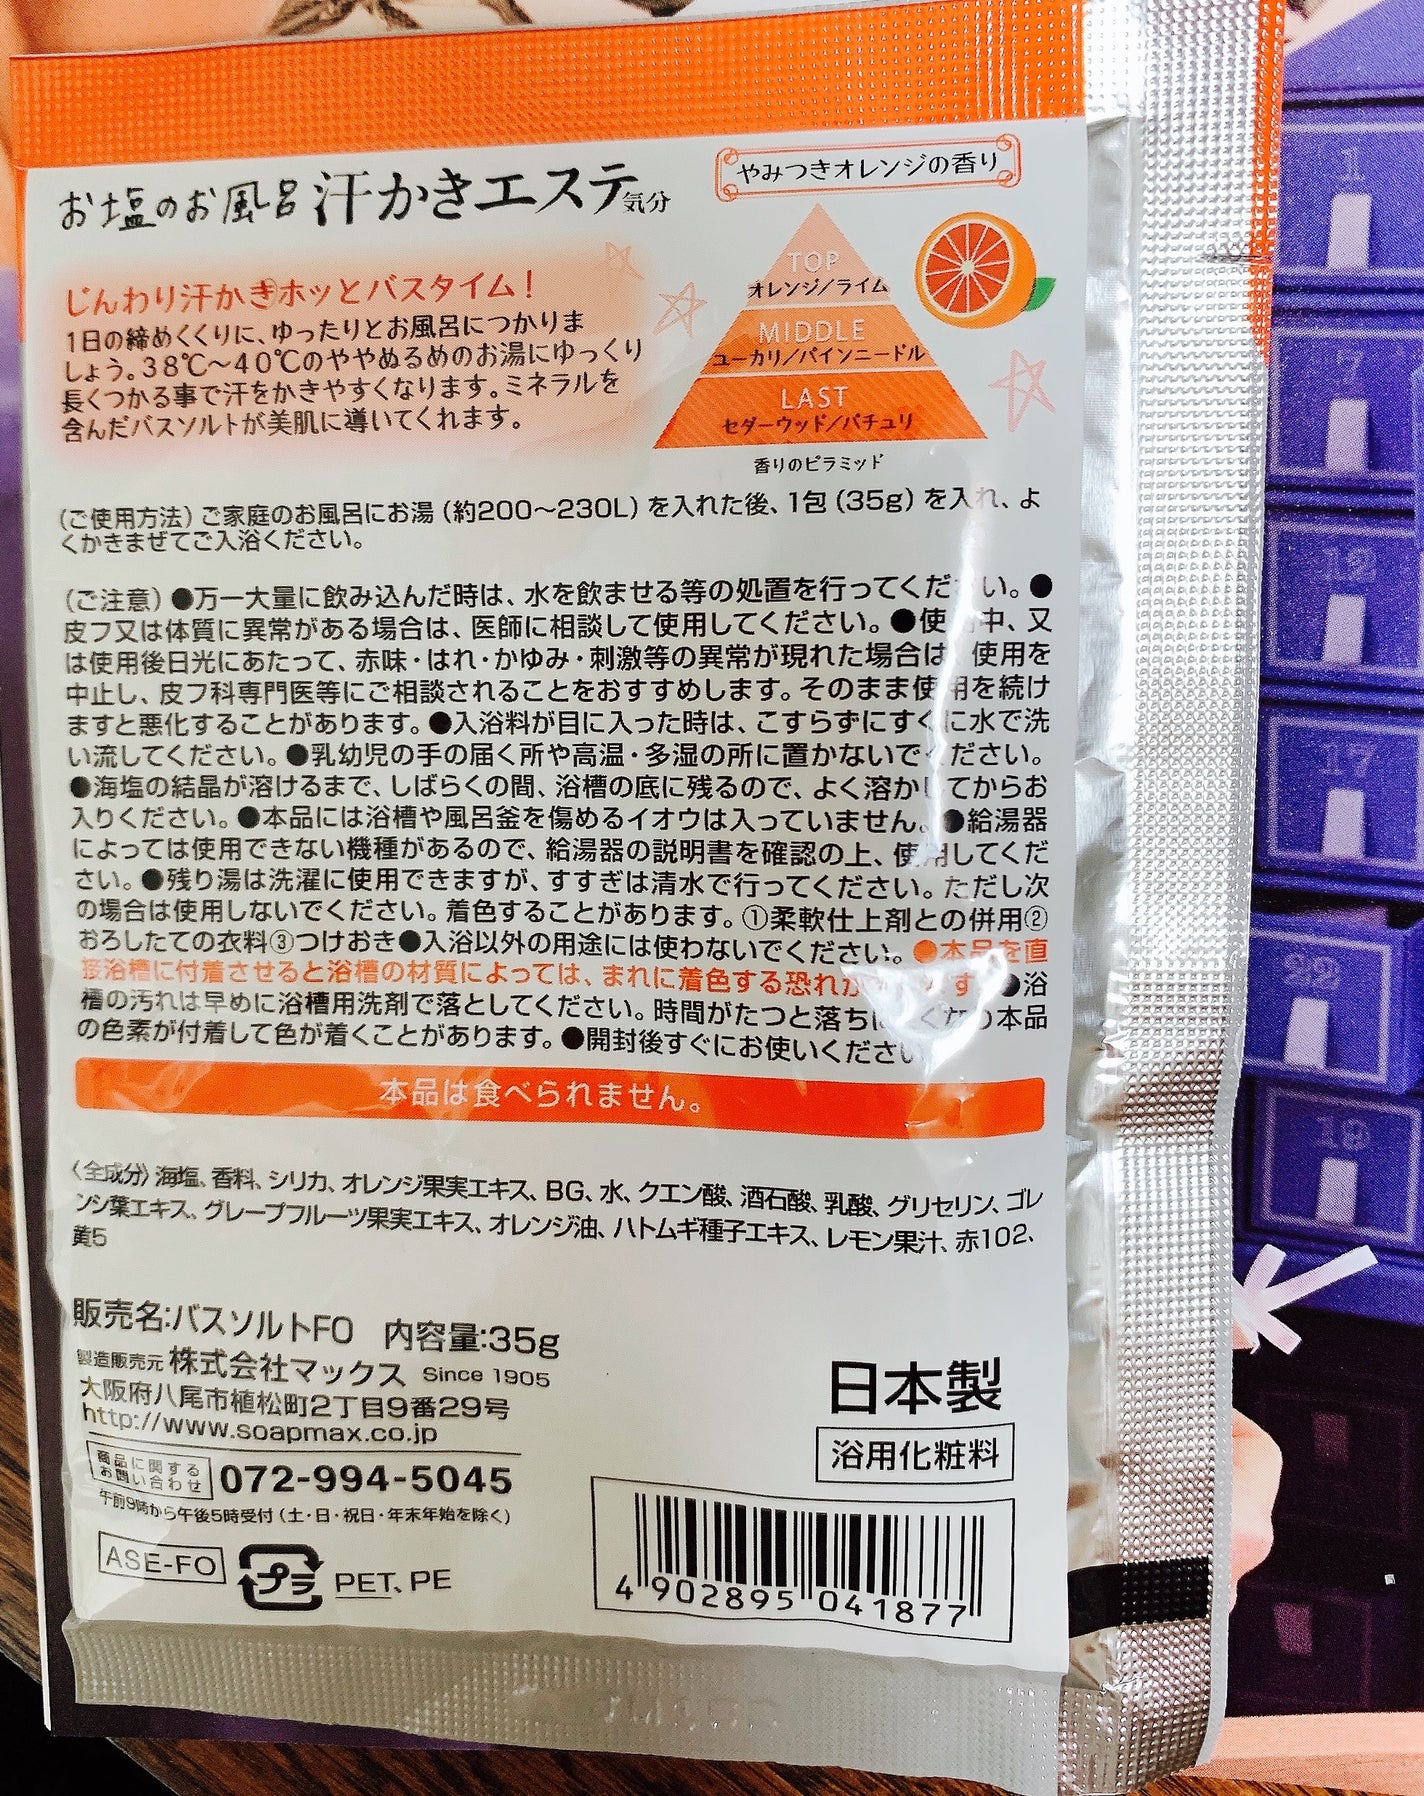 お塩のお風呂 汗かきエステ気分
やみつきオレンジの香り
じんわり汗かきホッとバスタイム!
1日の締めくくりに、ゆったりとお風呂につかりま
しょう。38℃〜40℃のややぬるめのお湯にゆっくり
長くつかる事で汗をかきやすくなります。ミネラルを
含んだバスソルトが美肌に導いてくれます。
TOP
オレンジ/ライム
MIDDLE
ユーカリ/パインニードル
LAST
セダーウッド/パチュリ
香りのピラミッド
(ご使用方法)ご家庭のお風呂にお湯(約200〜230L)を入れた後、1包(35g)を入れ、よ
くかきまぜてご入浴ください。
(ご注意)●万一大量に飲み込んだ時は、水を飲ませる等の処置を行ってください。●
皮フ又は体質に異常がある場合は、医師に相談して使用してください。●使用中、又
は使用後日光にあたって、赤味・はれ・かゆみ・刺激等の異常が現れた場合は、使用を
中止し、皮フ科専門医等にご相談されることをおすすめします。そのまま使用を続け
ますと悪化することがあります。●入浴料が目に入った時は、こすらずにすぐに水で洗
い流してください。●乳幼児の手の届く所や高温・多湿の所に置かないでください。
●海塩の結晶が溶けるまで、しばらくの間、浴槽の底に残るので、よく溶かしてからお
入りください。●本品には浴槽や風呂釜を傷めるイオウは入っていません。●給湯器
によっては使用できない機種があるので、給湯器の説明書を確認の上、使用してくだ
さい。●残り湯は洗濯に使用できますが、すすぎは清水で行ってください。ただし次
の場合は使用しないでください。着色することがあります。①柔軟仕上剤との併用②
おろしたての衣料③つけおき●入浴以外の用途には使わないでください。●本品を直
接浴槽に付着させると浴槽の材質によっては、まれに着色する恐れが ●浴
槽の汚れは早めに浴槽用洗剤で落としてください。時間がたつと落ちにくくなり本品
の色素が付着して色が着くことがあります。●開封後すぐにお使いください
本品は食べられません。
〈全成分〉海塩、香料、シリカ、オレンジ果実エキス、BG、水、クエン酸、酒石酸、乳酸、グリセリン、ゴレ
ンシ葉エキス、グレープフルーツ果実エキス、オレンジ油、ハトムギ種子エキス、レモン果汁、赤102、
黄5
販売名:バスソルトFO 内容量:35g
製造販売元 株式会社マックス Since 1905
大阪府八尾市植松町2丁目9番29号
http://www.soapmax.co.jp
商品に関する
お問い合わせ 072-994-5045
午前9時から午後5時受付(土・日・祝日・年末年始を除く)
ASE-FO プラ PET、PE
日本製
浴用化粧料
4 902895 041877
1
7
12
17
22
19